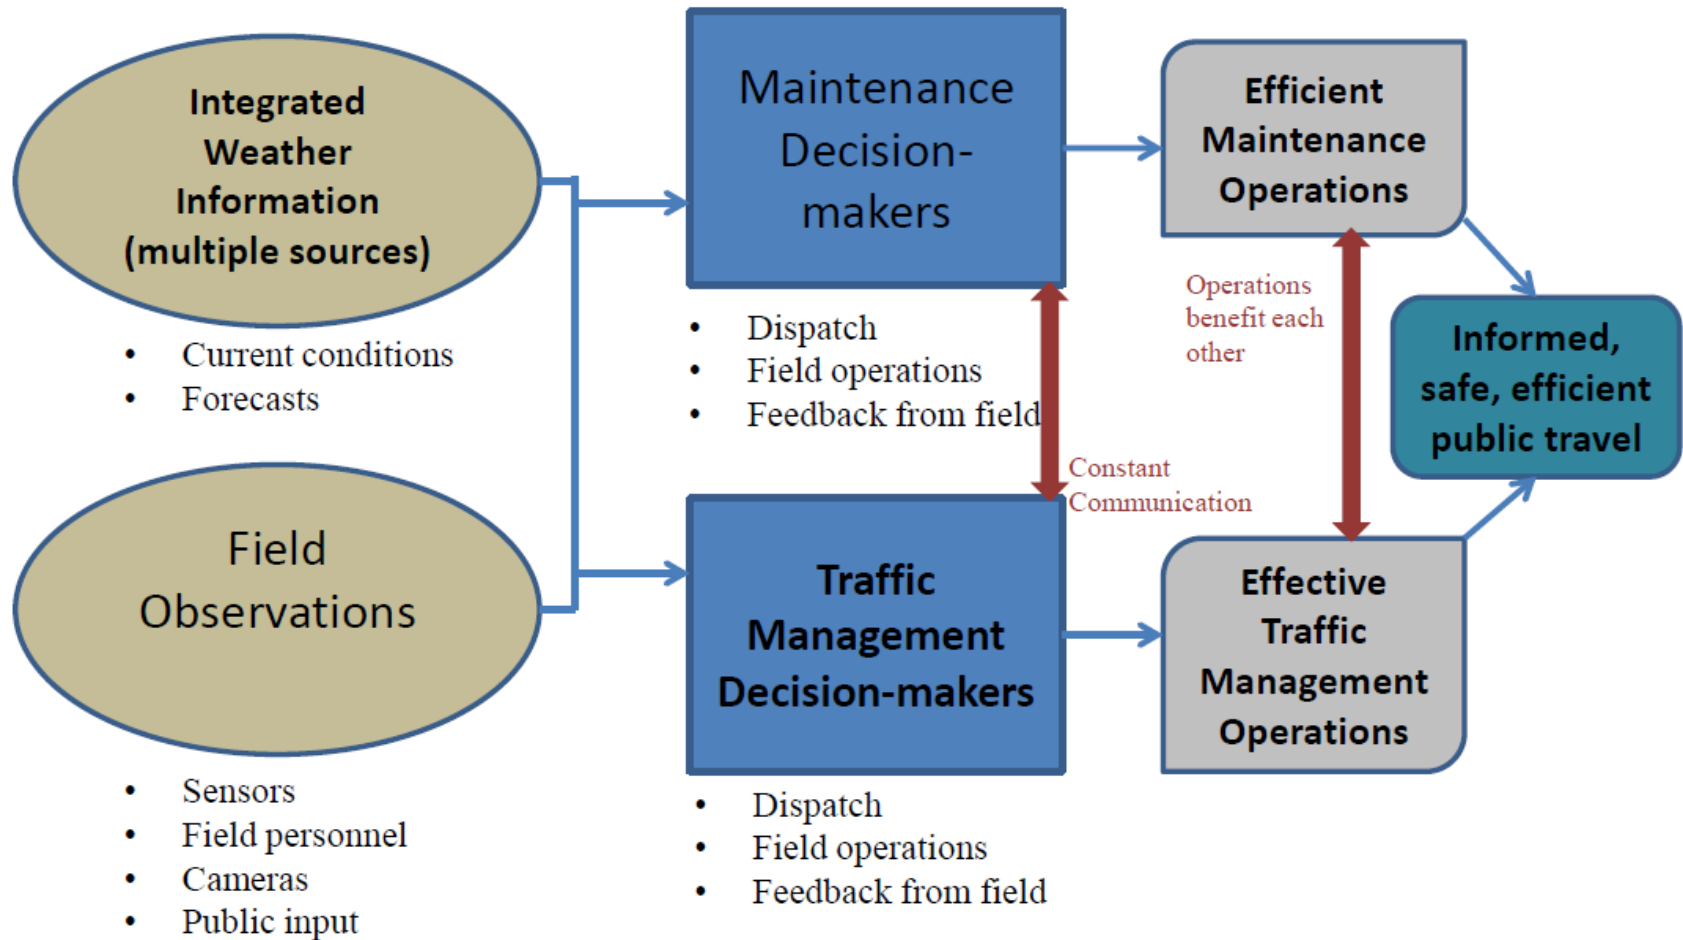 Integrated
Weather
Information
(multiple sources)
• Current conditions
• Forecasts
Field
Observations
• Sensors
• Field personnel
• Cameras
• Public input
Maintenance
Decision-
makers
• Dispatch
• Field operations
• Feedback from field
Constant
Communication
Traffic
Management
Decision-makers
• Dispatch
• Field operations
• Feedback from field
Efficient
Maintenance
Operations
Operations
benefit each
other
Effective
Traffic
Management
Operations
Informed,
safe, efficient
public travel